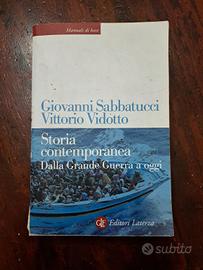 Manuali di base
Giovanni Sabbatucci
Vittorio Vidotto
Storia
contemporanea
Dalla Grande Guerra a oggi
Editori Laterza
subito